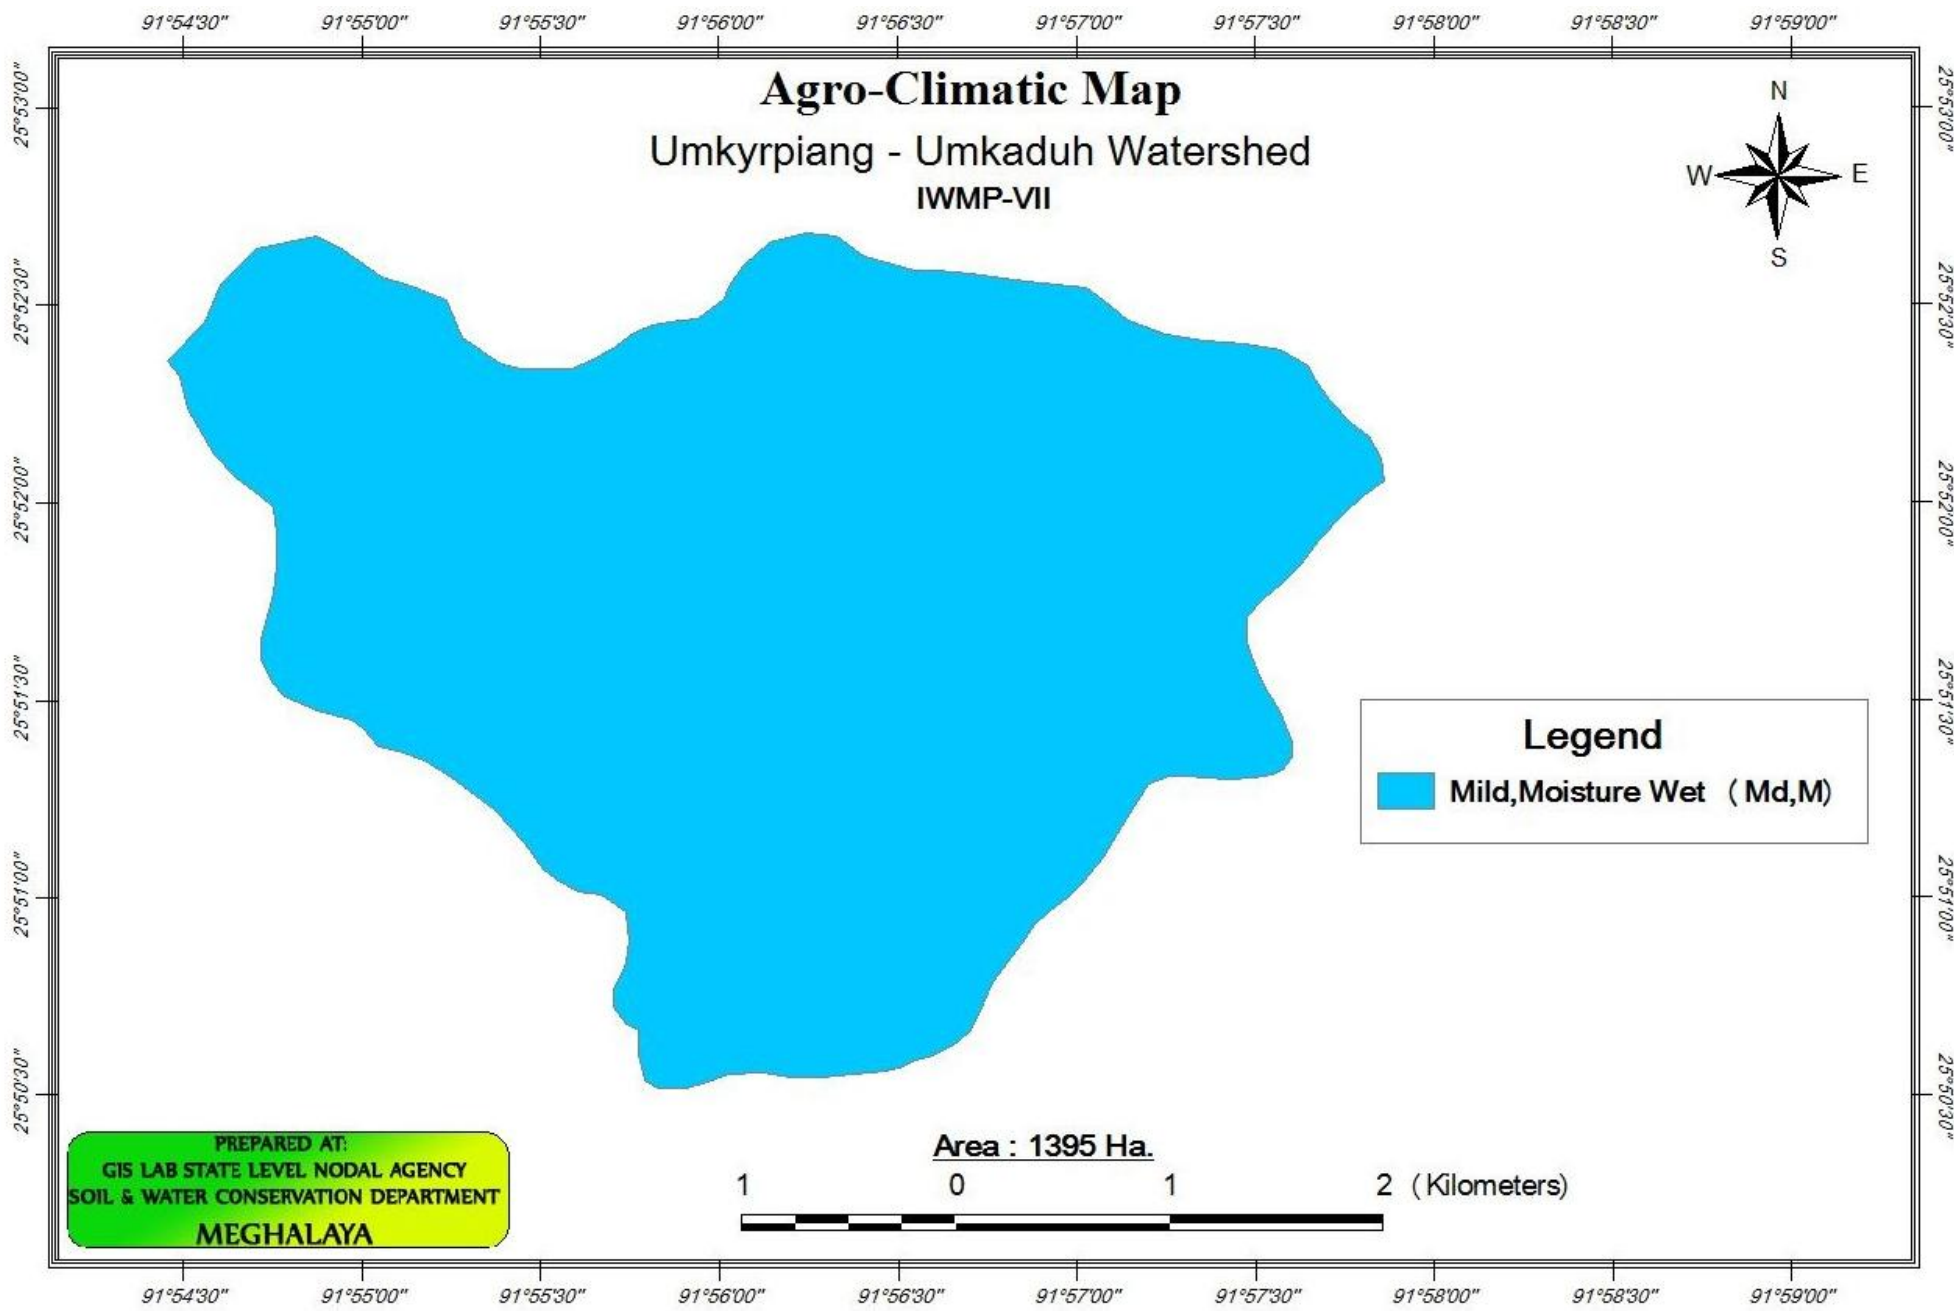 91°54'30" 91°55'00" 91°55'30" 91°56'00" 91°56'30" 91°57'00" 91°57'30" 91°58'00" 91°58'30" 91°59'00"
Agro-Climatic Map
Umkyrpiang - Umkaduh Watershed
IWMP-VII
N
W E
S
25°53'00" 25°53'00"
25°52'30" 25°52'30"
25°52'00" 25°52'00"
25°51'30" 25°51'30"
25°51'00" 25°51'00"
25°50'30" 25°50'30"
Legend
Mild,Moisture Wet (Md,M)
PREPARED AT:
GIS LAB STATE LEVEL NODAL AGENCY
SOIL & WATER CONSERVATION DEPARTMENT
MEGHALAYA
Area : 1395 Ha.
1 0 1 2 (Kilometers)
91°54'30" 91°55'00" 91°55'30" 91°56'00" 91°56'30" 91°57'00" 91°57'30" 91°58'00" 91°58'30" 91°59'00"